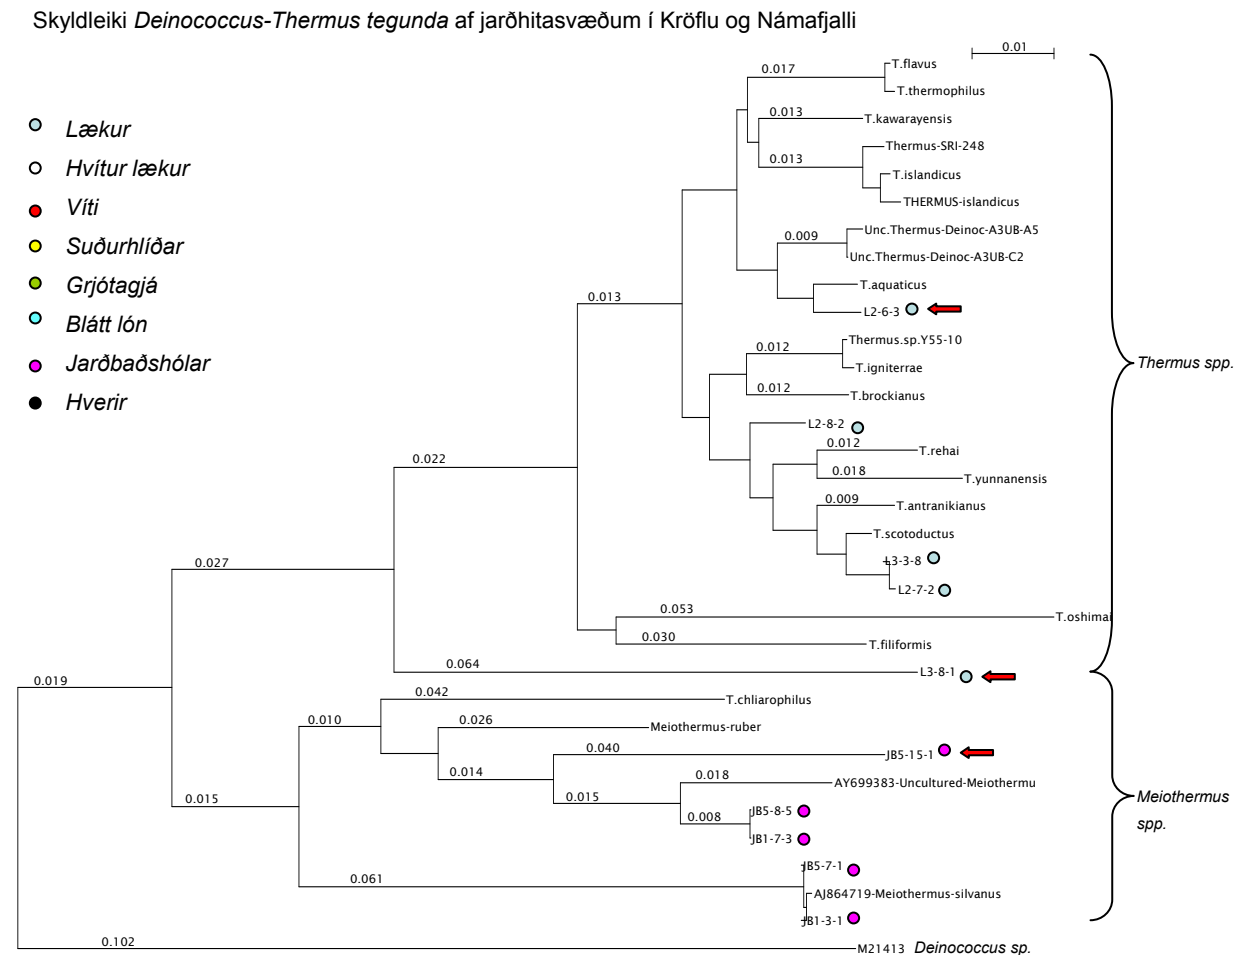 Skyldleiki Deinococcus-Thermus tegunda af jarðhitasvæðum í Kröflu og Námafjalli
0.01
Lækur
Hvítur lækur
Víti
Suðurhlíðar
Grjótagjá
Blátt lón
Jarðbaðshólar
Hverir
T.flavus
0.017
T.thermophilus
0.013
T.kawarayensis
Thermus-SRI-248
0.013
T.islandicus
THERMUS-islandicus
Unc.Thermus-Deinoc-A3UB-A5
0.009
Unc.Thermus-Deinoc-A3UB-C2
T.aquaticus
0.013
L2-6-3
Thermus.sp.Y55-10
0.012
T.igniterrae
Thermus spp.
0.012
T.brockianus
L2-8-2
0.012
T.rehai
0.022
0.018
T.yunnanensis
0.009
T.antranikianus
T.scotoductus
0.027
L3-3-8
L2-7-2
0.053
T.oshimai
0.030
T.filiformis
0.064
L3-8-1
0.019
0.042
T.chliarophilus
0.010
0.026
Meiothermus-ruber
0.040
JB5-15-1
0.014
0.018
AY699383-Uncultured-Meiothermu
0.015
0.015
Meiothermus
spp.
JB5-8-5
0.008
JB1-7-3
JB5-7-1
0.061
AJ864719-Meiothermus-silvanus
JB1-3-1
0.102
M21413 Deinococcus sp.